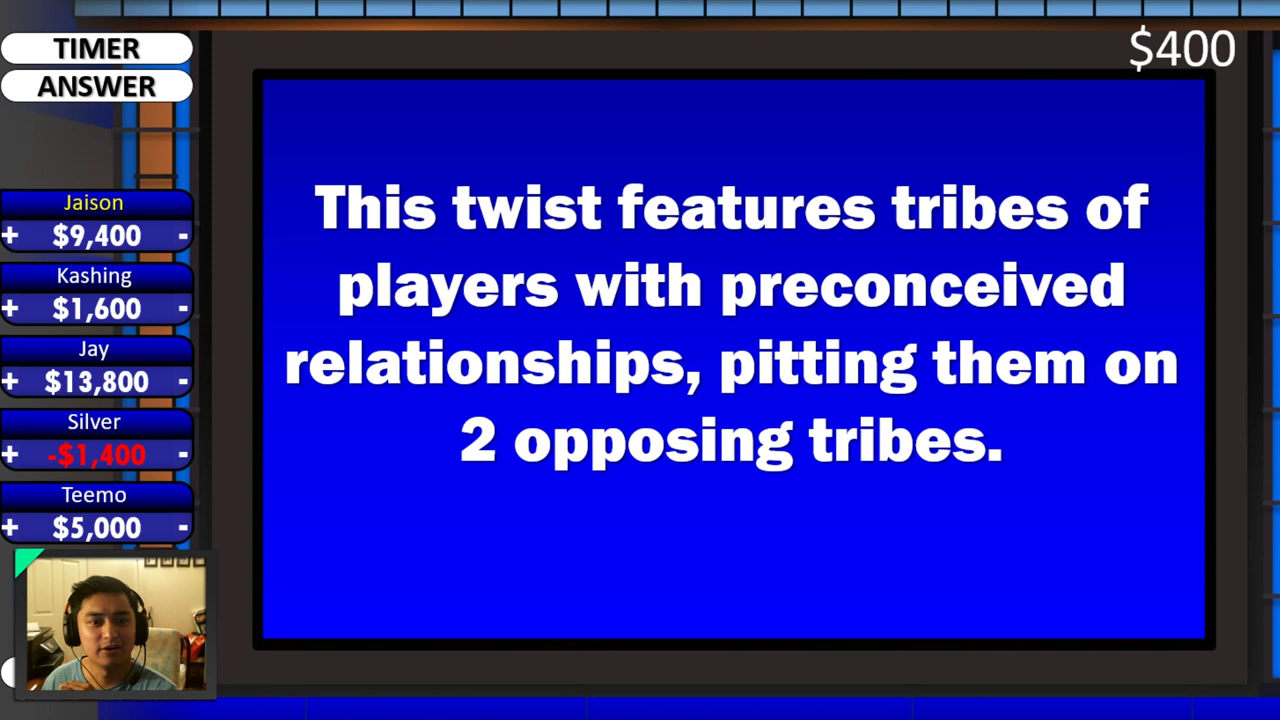 $400
TIMER
ANSWER
This twist features tribes of
players with preconceived
relationships, pitting them on
2 opposing tribes.
Jaison
+ $9,400 -
Kashing
+ $1,600 -
Jay
+ $13,800 -
Silver
+ -$1,400 -
Teemo
+ $5,000 -